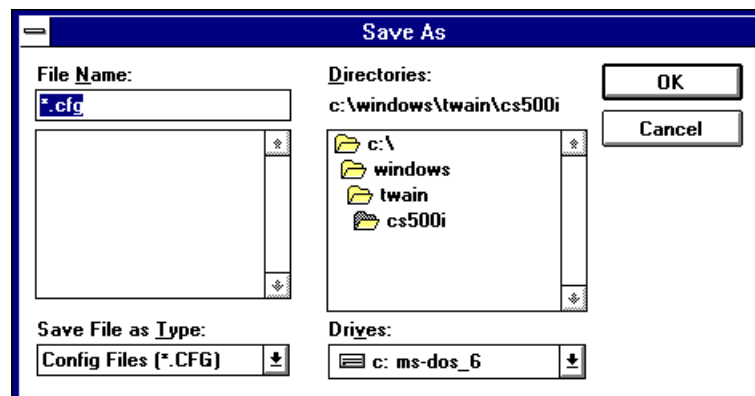 Save As
File Name:
*.cfg
Directories:
c:\windows\twain\cs500i
c:\
windows
twain
cs500i
OK
Cancel
Save File as Type:
Config Files (*.CFG)
Drives:
c: ms-dos_6